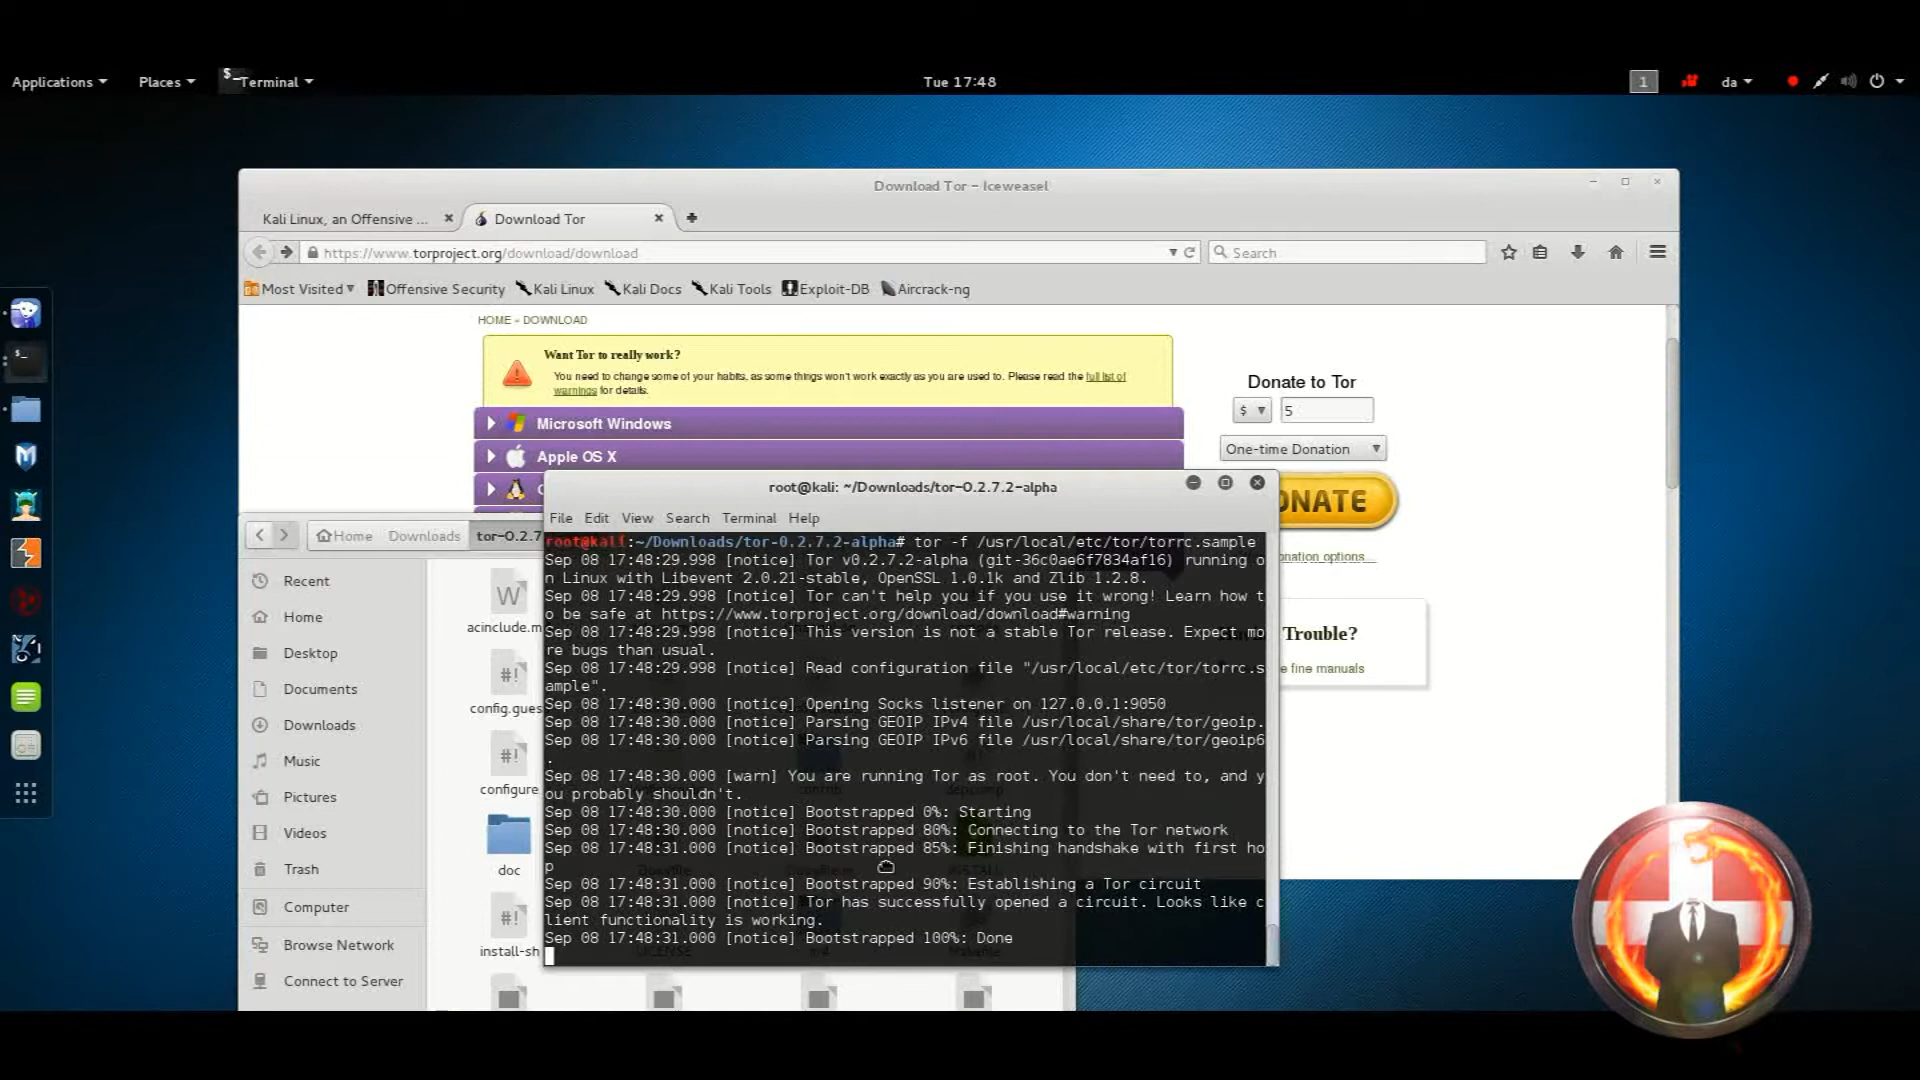 Applications
Places
Terminal
Tue 17:48
1
da
Download Tor - Iceweasel
Kali Linux, an Offensive ...
Download Tor
https://www.torproject.org/download/download
Search
Most Visited
Offensive Security
Kali Linux
Kali Docs
Kali Tools
Exploit-DB
Aircrack-ng
HOME » DOWNLOAD
Want Tor to really work?
You need to change some of your habits, as some things won't work exactly as you are used to. Please read the full list of
warnings for details.
Microsoft Windows
Apple OS X
Donate to Tor
$
5
One-time Donation
ONATE
nation options...
Trouble?
e fine manuals
Home
Downloads
tor-0.2.7
Recent
Home
Desktop
Documents
Downloads
Music
Pictures
Videos
Trash
Computer
Browse Network
Connect to Server
acinclude.m
config.gues
configure
doc
install-sh
root@kali: ~/Downloads/tor-0.2.7.2-alpha
File Edit View Search Terminal Help
root@kali:~/Downloads/tor-0.2.7.2-alpha# tor -f /usr/local/etc/tor/torrc.sample
Sep 08 17:48:29.998 [notice] Tor v0.2.7.2-alpha (git-36c0ae6f7834af16) running o
n Linux with Libevent 2.0.21-stable, OpenSSL 1.0.1k and Zlib 1.2.8.
Sep 08 17:48:29.998 [notice] Tor can't help you if you use it wrong! Learn how t
o be safe at https://www.torproject.org/download/download#warning
Sep 08 17:48:29.998 [notice] This version is not a stable Tor release. Expect mo
re bugs than usual.
Sep 08 17:48:29.998 [notice] Read configuration file "/usr/local/etc/tor/torrc.s
ample".
Sep 08 17:48:30.000 [notice] Opening Socks listener on 127.0.0.1:9050
Sep 08 17:48:30.000 [notice] Parsing GEOIP IPv4 file /usr/local/share/tor/geoip.
Sep 08 17:48:30.000 [notice] Parsing GEOIP IPv6 file /usr/local/share/tor/geoip6
.
Sep 08 17:48:30.000 [warn] You are running Tor as root. You don't need to, and y
ou probably shouldn't.
Sep 08 17:48:30.000 [notice] Bootstrapped 0%: Starting
Sep 08 17:48:30.000 [notice] Bootstrapped 80%: Connecting to the Tor network
Sep 08 17:48:31.000 [notice] Bootstrapped 85%: Finishing handshake with first ho
p
Sep 08 17:48:31.000 [notice] Bootstrapped 90%: Establishing a Tor circuit
Sep 08 17:48:31.000 [notice] Tor has successfully opened a circuit. Looks like c
lient functionality is working.
Sep 08 17:48:31.000 [notice] Bootstrapped 100%: Done